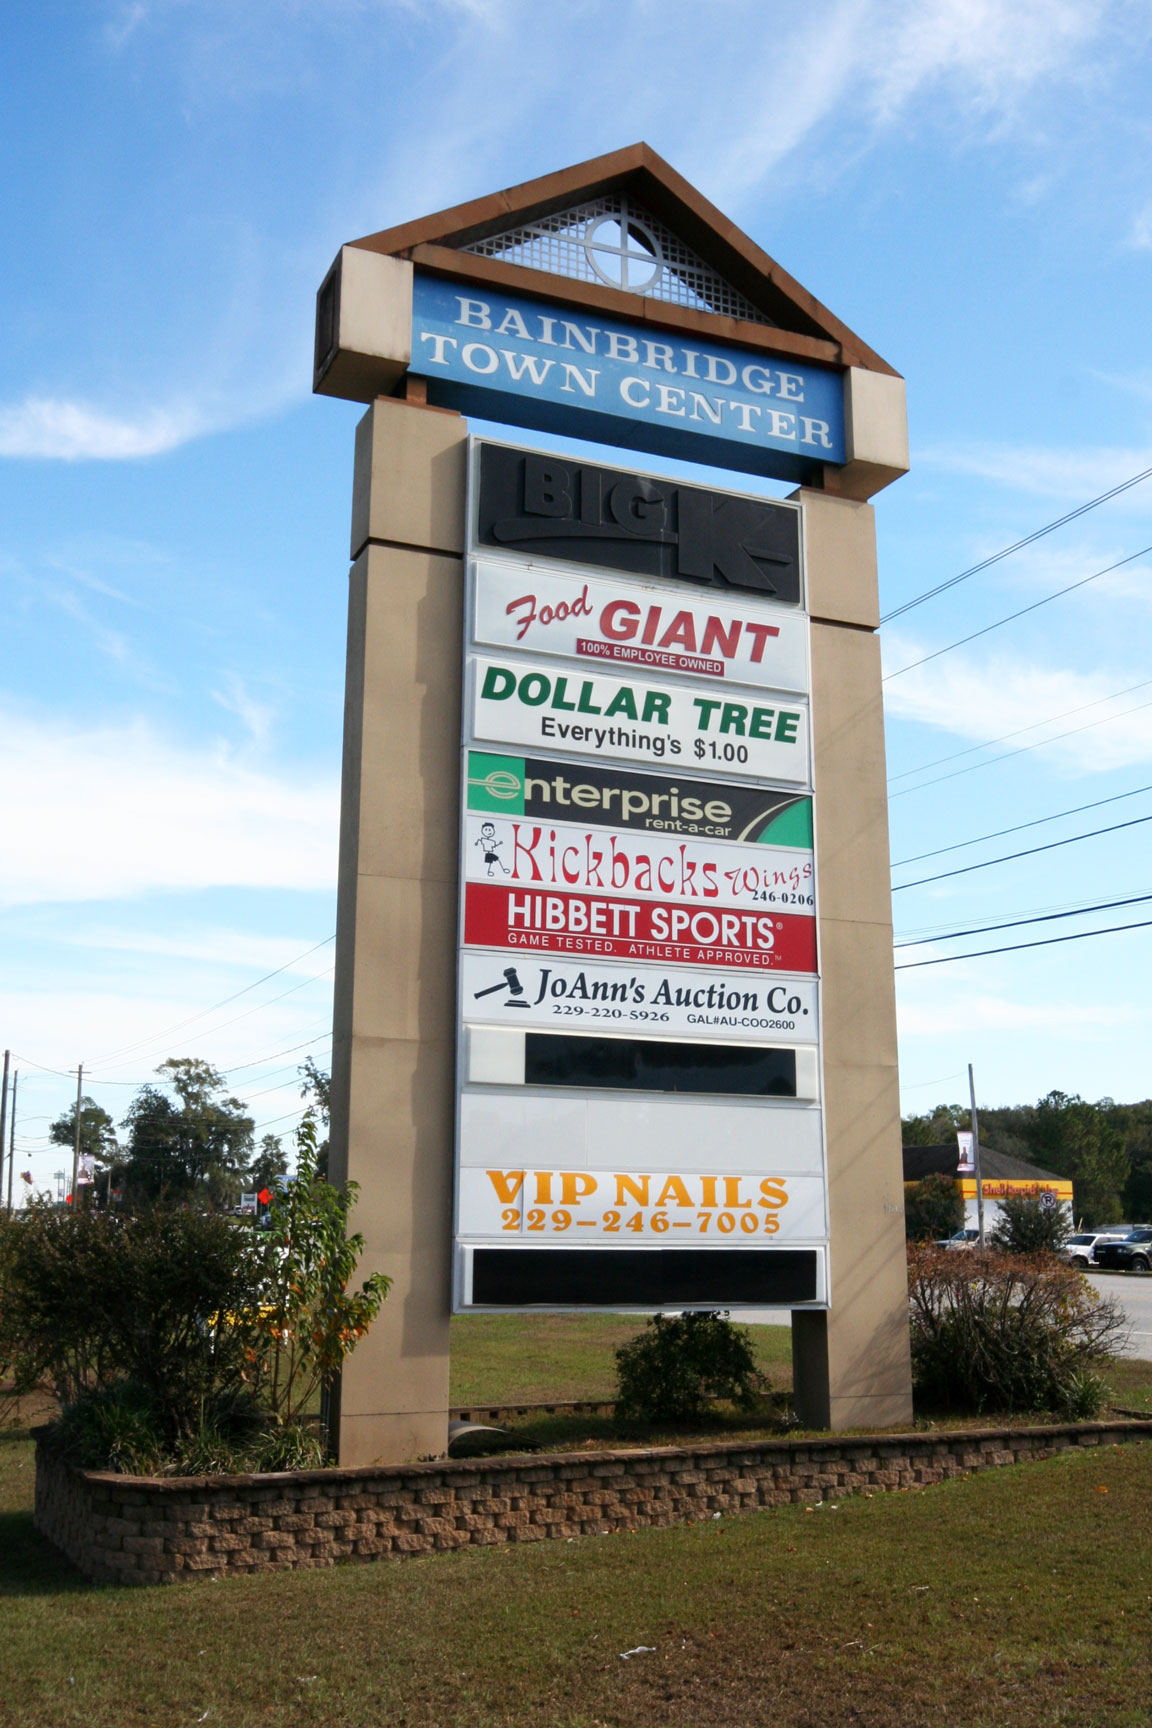 BAINBRIDGE
TOWN CENTER
BIG K
Food GIANT
100% EMPLOYEE OWNED
DOLLAR TREE
Everything's $1.00
enterprise
rent-a-car
Kickbacks Wings
246-0206
HIBBETT SPORTS®
GAME TESTED. ATHLETE APPROVED.™
JoAnn's Auction Co.
229-220-5926 GAL#AU-COO2600
VIP NAILS
229-246-7005